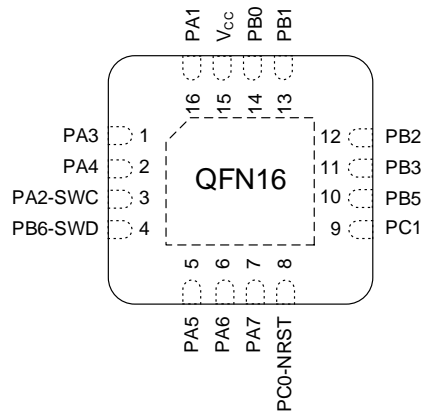 PA1 VCC PB0 PB1
16 15 14 13
PA3 1
PA4 2
PA2-SWC 3
PB6-SWD 4
QFN16
12 PB2
11 PB3
10 PB5
9 PC1
5 6 7 8
PA5 PA6 PA7 PC0-NRST